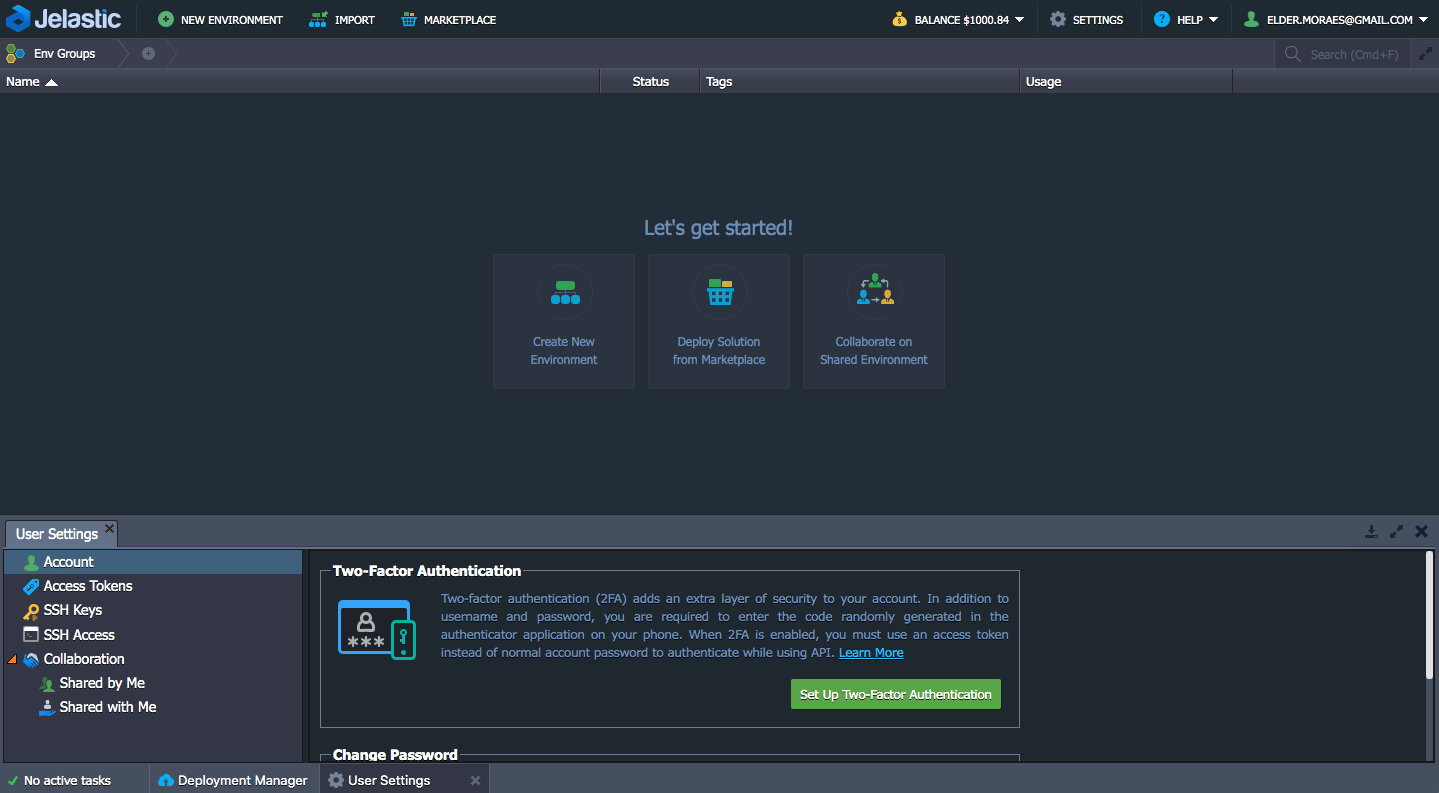 Jelastic
NEW ENVIRONMENT
IMPORT
MARKETPLACE
BALANCE $1000.84
SETTINGS
HELP
ELDER.MORAES@GMAIL.COM
Env Groups
Search (Cmd+F)
Name
Status
Tags
Usage
Let's get started!
Create New
Environment
Deploy Solution
from Marketplace
Collaborate on
Shared Environment
User Settings
Account
Access Tokens
SSH Keys
SSH Access
Collaboration
Shared by Me
Shared with Me
Two-Factor Authentication
Two-factor authentication (2FA) adds an extra layer of security to your account. In addition to
username and password, you are required to enter the code randomly generated in the
authenticator application on your phone. When 2FA is enabled, you must use an access token
instead of normal account password to authenticate while using API. Learn More
Set Up Two-Factor Authentication
Change Password
No active tasks
Deployment Manager
User Settings